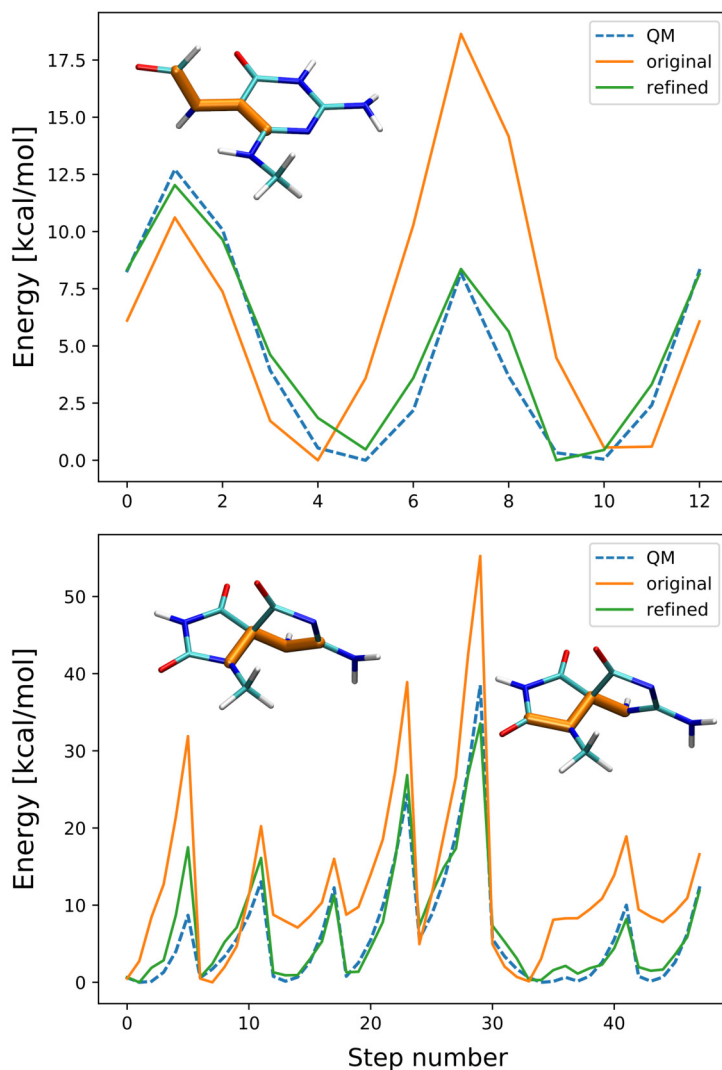 17.5
15.0
12.5
10.0
7.5
5.0
2.5
0.0
Energy [kcal/mol]
QM
original
refined
0 2 4 6 8 10 12
50
40
30
20
10
0
Energy [kcal/mol]
QM
original
refined
0 10 20 30 40
Step number